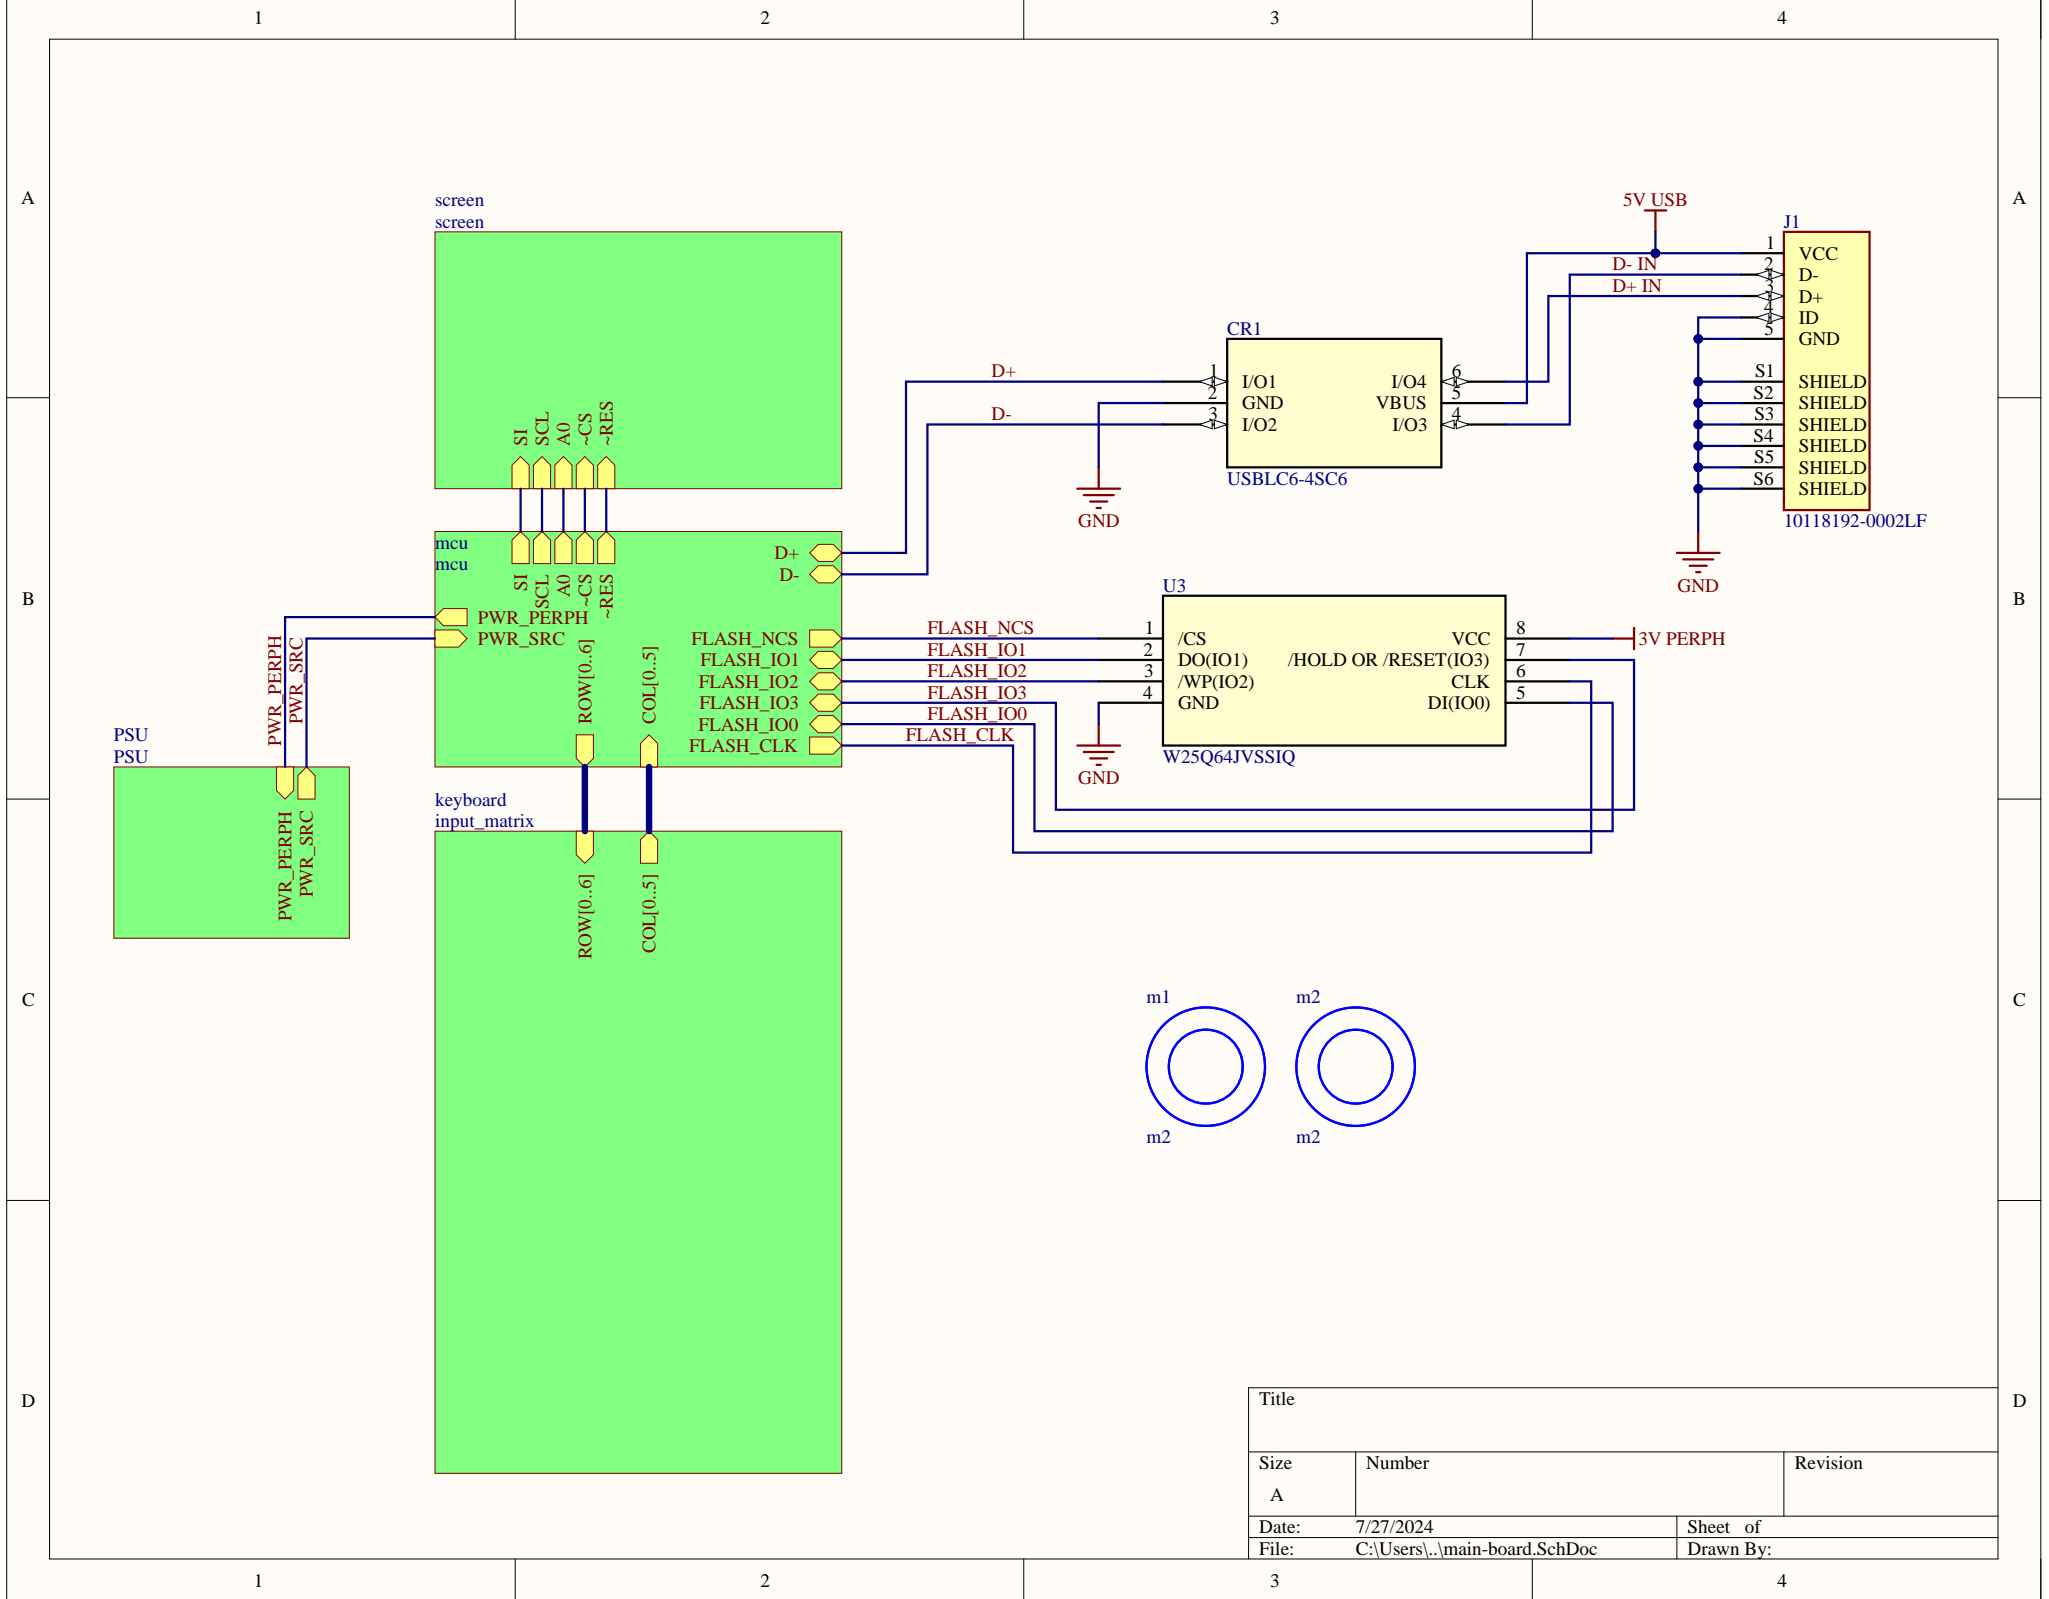 1 2 3 4
A A
B B
C C
D D
1 2 3 4
screen
screen
SI
SCL
A0
~CS
~RES
mcu
mcu
SI
SCL
A0
~CS
~RES
D+
D-
PWR_PERPH
PWR_SRC
ROW[0..6]
COL[0..5]
FLASH_NCS
FLASH_IO1
FLASH_IO2
FLASH_IO3
FLASH_IO0
FLASH_CLK
PWR_PERPH
PWR_SRC
PSU
PSU
PWR_PERPH
PWR_SRC
keyboard
input_matrix
ROW[0..6]
COL[0..5]
D+
D-
CR1
1 I/O1
2 GND
3 I/O2
I/O4 6
VBUS 5
I/O3 4
USBLC6-4SC6
GND
5V USB
D- IN
D+ IN
J1
1 VCC
2 D-
3 D+
4 ID
5 GND
S1 SHIELD
S2 SHIELD
S3 SHIELD
S4 SHIELD
S5 SHIELD
S6 SHIELD
10118192-0002LF
GND
FLASH_NCS
FLASH_IO1
FLASH_IO2
FLASH_IO3
FLASH_IO0
FLASH_CLK
U3
1 /CS
2 DO(IO1)
3 /WP(IO2)
4 GND
VCC 8
/HOLD OR /RESET(IO3) 7
CLK 6
DI(IO0) 5
W25Q64JVSSIQ
GND
3V PERPH
m1 m2
m2 m2
Title
Size Number Revision
A
Date: 7/27/2024 Sheet of
File: C:\Users\..\main-board.SchDoc Drawn By: